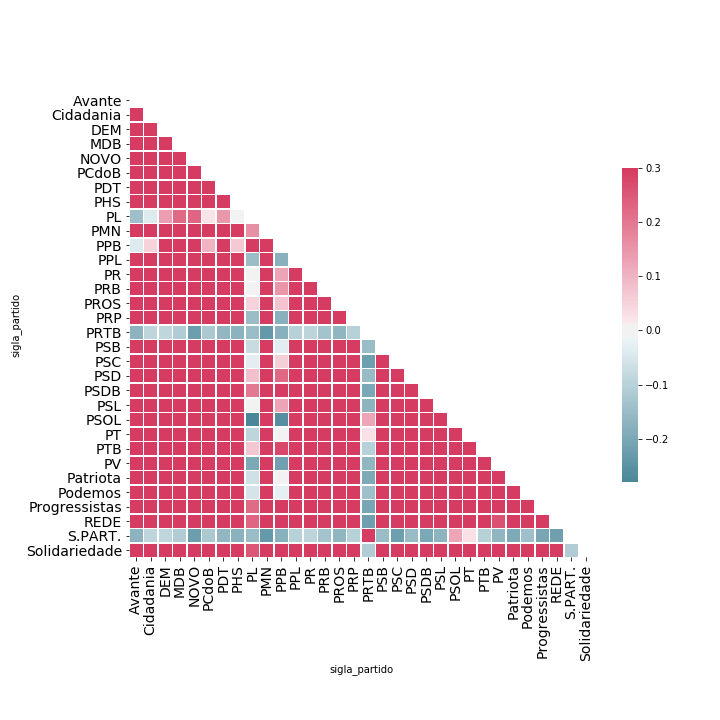 sigla_partido
Avante
Cidadania
DEM
MDB
NOVO
PCdoB
PDT
PHS
PL
PMN
PPB
PPL
PR
PRB
PROS
PRP
PRTB
PSB
PSC
PSD
PSDB
PSL
PSOL
PT
PTB
PV
Patriota
Podemos
Progressistas
REDE
S.PART.
Solidariedade
Avante
Cidadania
DEM
MDB
NOVO
PCdoB
PDT
PHS
PL
PMN
PPB
PPL
PR
PRB
PROS
PRP
PRTB
PSB
PSC
PSD
PSDB
PSL
PSOL
PT
PTB
PV
Patriota
Podemos
Progressistas
REDE
S.PART.
Solidariedade
sigla_partido
0.3
0.2
0.1
0.0
−0.1
−0.2